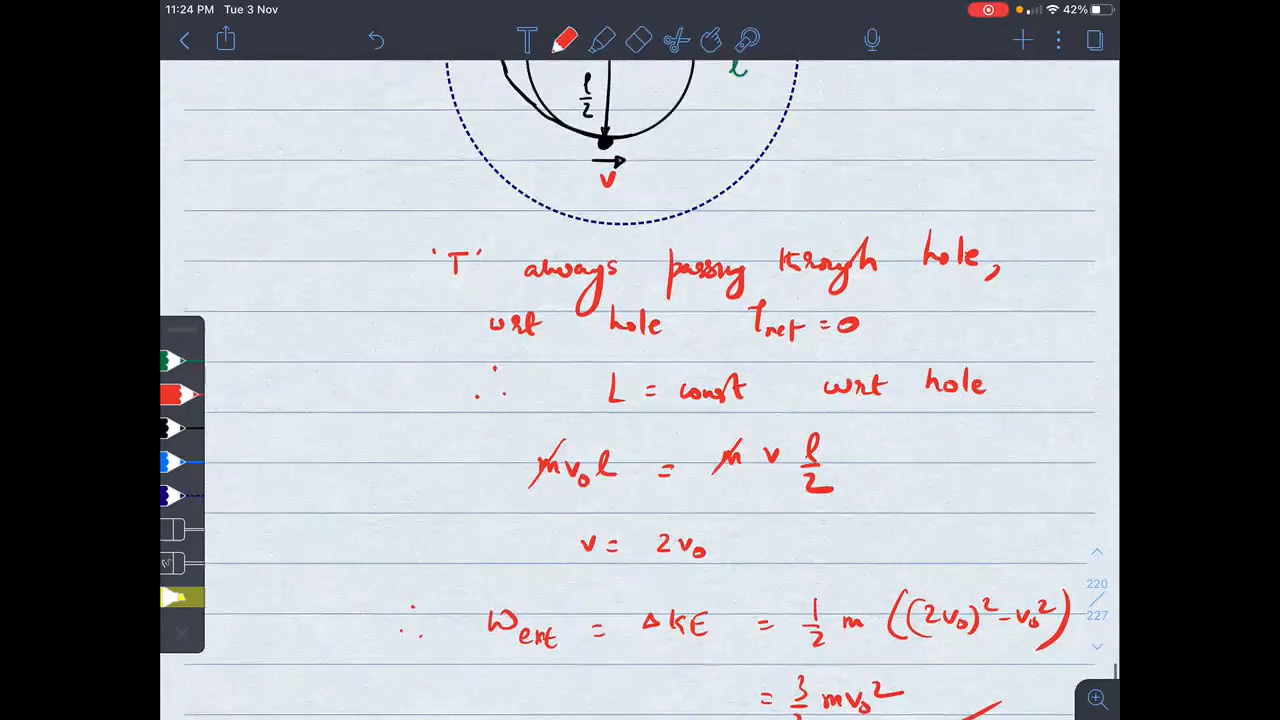 11:24 PM Tue 3 Nov 42%
l
l/2
v
'T' always passing through hole,
wrt hole τnet = 0
∴ L = const wrt hole
mv₀l = m v l/2
v = 2v₀
220
∴ Wext = ΔKE = 1/2 m ((2v₀)² - v₀²)
227
= 3/2 mv₀²